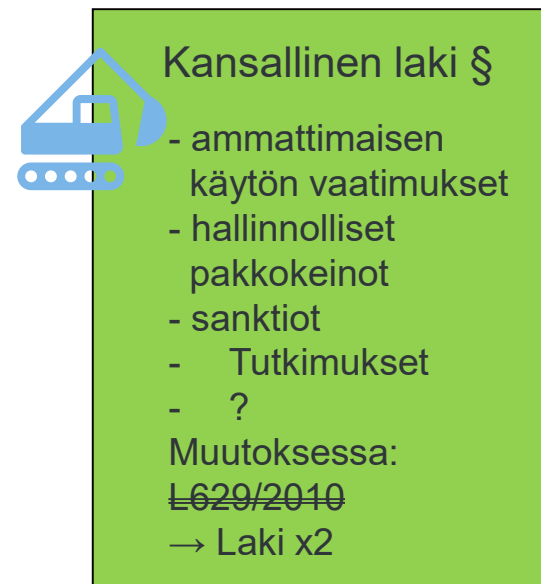 Kansallinen laki §
- ammattimaisen
käytön vaatimukset
- hallinnolliset
pakkokeinot
- sanktiot
- Tutkimukset
- ?
Muutoksessa:
L629/2010
→ Laki x2